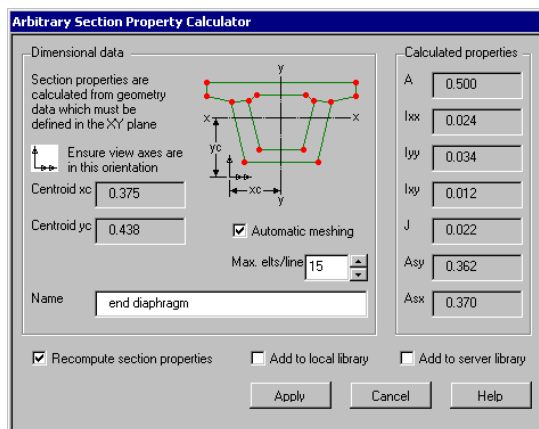 Arbitrary Section Property Calculator
Dimensional data
Section properties are
calculated from geometry
data which must be
defined in the XY plane
Ensure view axes are
in this orientation
y
x
x
yc
xc
y
Centroid xc 0.375
Centroid yc 0.438
Automatic meshing
Max. elts/line 15
Name end diaphragm
Calculated properties
A 0.500
Ixx 0.024
Iyy 0.034
Ixy 0.012
J 0.022
Asy 0.362
Asx 0.370
Recompute section properties
Add to local library
Add to server library
Apply
Cancel
Help